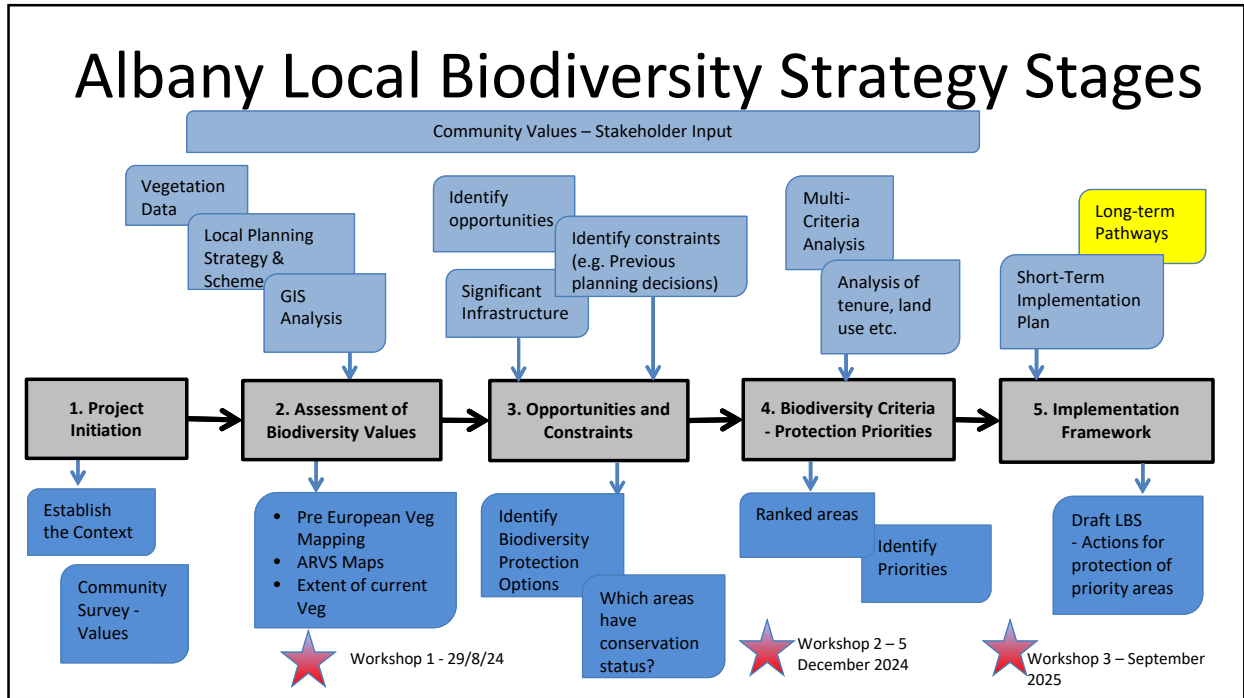 Albany Local Biodiversity Strategy Stages
Community Values – Stakeholder Input
Vegetation
Data
Local Planning
Strategy &
Scheme
GIS
Analysis
Identify
opportunities
Identify constraints
(e.g. Previous
planning decisions)
Significant
Infrastructure
Multi-
Criteria
Analysis
Analysis of
tenure, land
use etc.
Long-term
Pathways
Short-Term
Implementation
Plan
1. Project
Initiation
2. Assessment of
Biodiversity Values
3. Opportunities and
Constraints
4. Biodiversity Criteria
- Protection Priorities
5. Implementation
Framework
Establish
the Context
Community
Survey -
Values
• Pre European Veg
Mapping
• ARVS Maps
• Extent of current
Veg
Identify
Biodiversity
Protection
Options
Which areas
have
conservation
status?
Ranked areas
Identify
Priorities
Draft LBS
- Actions for
protection of
priority areas
Workshop 1 - 29/8/24
Workshop 2 – 5
December 2024
Workshop 3 – September
2025